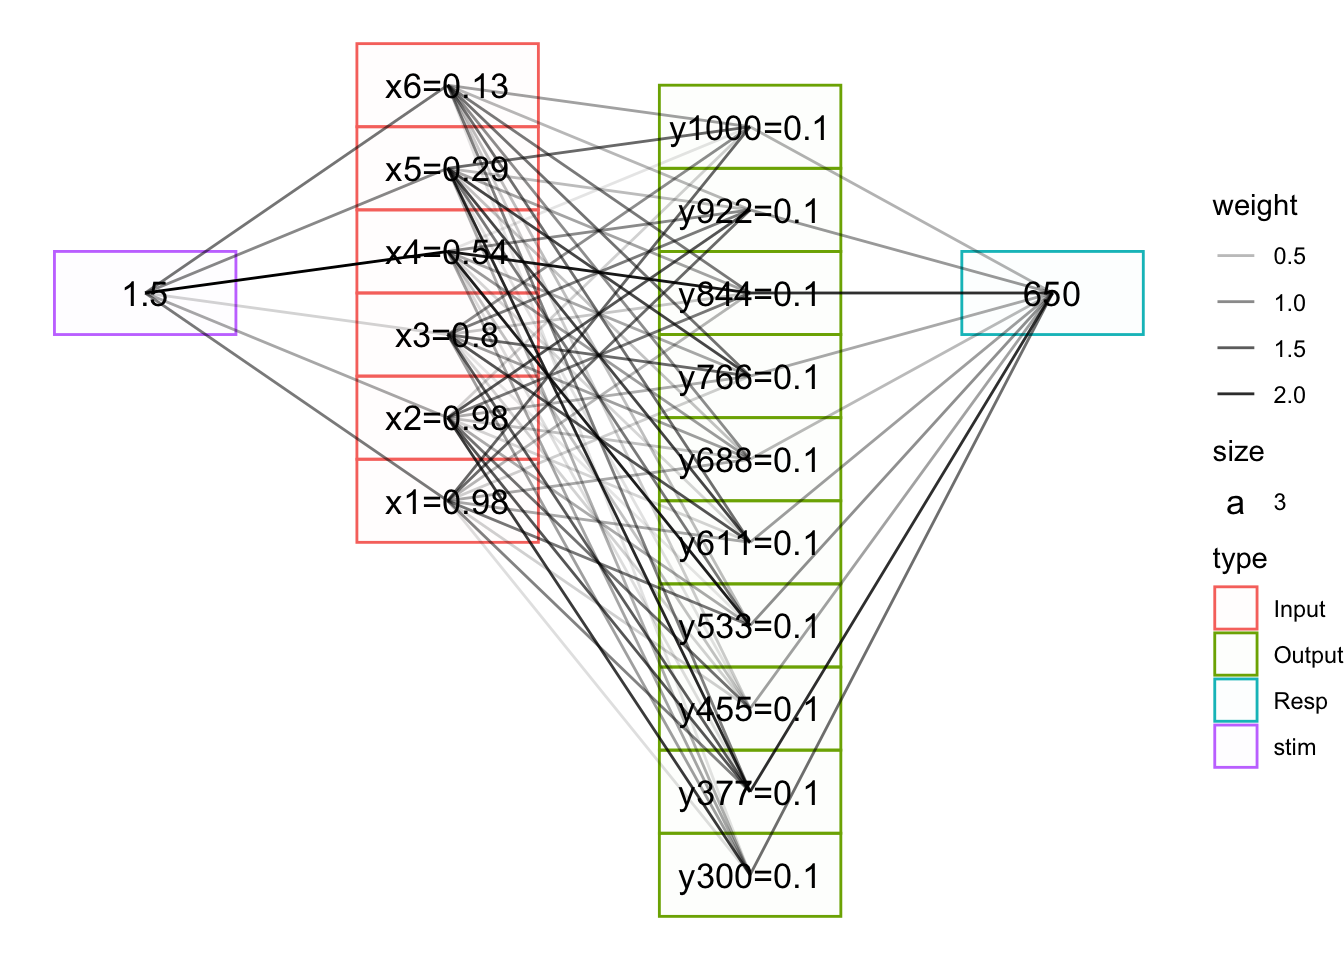 1.5
x6=0.13
x5=0.29
x4=0.54
x3=0.8
x2=0.98
x1=0.98
y1000=0.1
y922=0.1
y844=0.1
y766=0.1
y688=0.1
y611=0.1
y533=0.1
y455=0.1
y377=0.1
y300=0.1
650
weight
0.5
1.0
1.5
2.0
size
a 3
type
Input
Output
Resp
stim